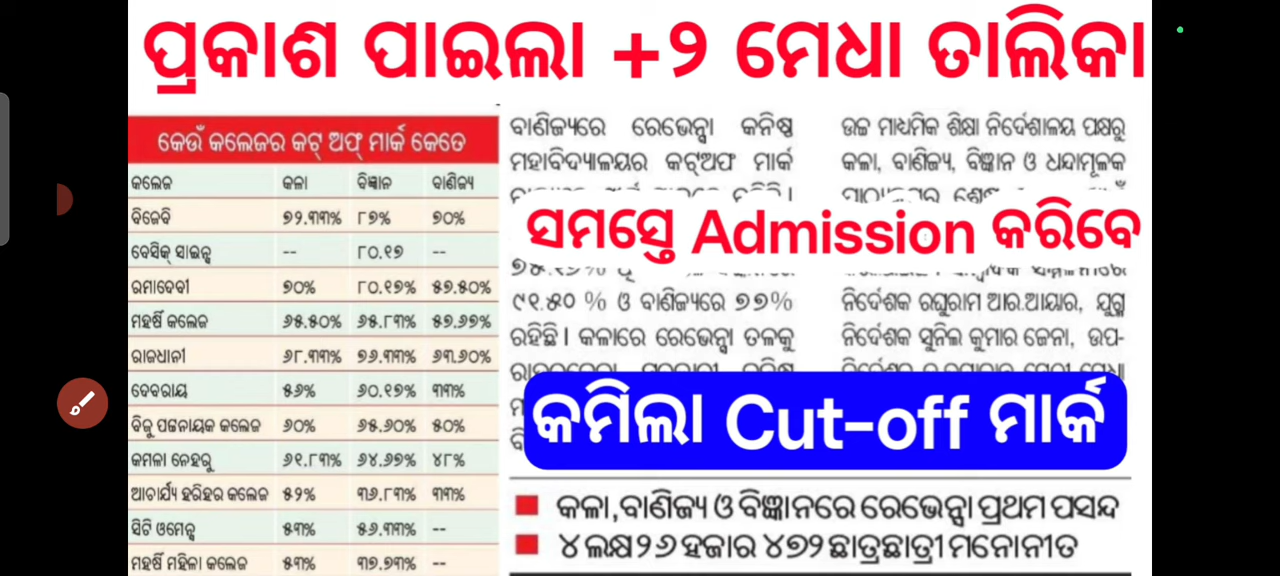 ପ୍ରକାଶ ପାଇଲା +୨ ମେଧା ତାଲିକା
କେଉଁ କଲେଜର କଟ୍ ଅଫ୍ ମାର୍କ କେତେ
କଲେଜ କଳା ବିଜ୍ଞାନ ବାଣିଜ୍ୟ
ବିଜେବି ୭୨.୩୩% ୮୭% ୭୦%
ବେସିକ୍ ସାଇନ୍ସ -- ୮୦.୧୭ --
ରମାଦେବୀ ୭୦% ୮୦.୧୭% ୫୭.୫୦%
ମହର୍ଷି କଲେଜ ୬୫.୫୦% ୬୫.୮୩% ୫୭.୬୭%
ରାଜଧାନୀ ୬୮.୩୩% ୭୬.୩୩% ୬୩.୬୦%
ଦେବରାୟ ୫୬% ୬୦.୧୭% ୩୩%
ବିଜୁ ପଟ୍ଟନାୟକ କଲେଜ ୬୦% ୬୫.୬୦% ୫୦%
କମଳା ନେହରୁ ୬୧.୮୩% ୬୪.୬୭% ୪୮%
ଆଚାର୍ଯ୍ୟ ହରିହର କଲେଜ ୫୨% ୩୬.୮୩% ୩୩%
ସିଟି ଓମେନ୍ସ ୫୩% ୫୬.୩୩% --
ମହର୍ଷି ମହିଳା କଲେଜ ୫୩% ୩୭.୭୩% --
ବାଣିଜ୍ୟରେ ରେଭେନ୍ସା କନିଷ୍ଠ
ମହାବିଦ୍ୟାଳୟର କଟ୍‌ଅଫ ମାର୍କ
୯୧.୫୦ % ଓ ବାଣିଜ୍ୟରେ ୭୭%
ରହିଛି। କଳାରେ ରେଭେନ୍ସା ତଳକୁ
ଉଚ୍ଚ ମାଧ୍ୟମିକ ଶିକ୍ଷା ନିର୍ଦେଶାଳୟ ପକ୍ଷରୁ
କଳା, ବାଣିଜ୍ୟ, ବିଜ୍ଞାନ ଓ ଧନ୍ଦାମୂଳକ
ନିର୍ଦେଶକ ରଘୁରାମ ଆର.ଆୟାର, ଯୁଗ୍ମ
ନିର୍ଦେଶକ ସୁନିଲ କୁମାର ଜେନା, ଉପ-
ସମସ୍ତେ Admission କରିବେ
କମିଲା Cut-off ମାର୍କ
କଳା,ବାଣିଜ୍ୟ ଓ ବିଜ୍ଞାନରେ ରେଭେନ୍ସା ପ୍ରଥମ ପସନ୍ଦ
୪ ଲକ୍ଷ ୨୬ ହଜାର ୪୭୨ ଛାତ୍ରଛାତ୍ରୀ ମନୋନୀତ